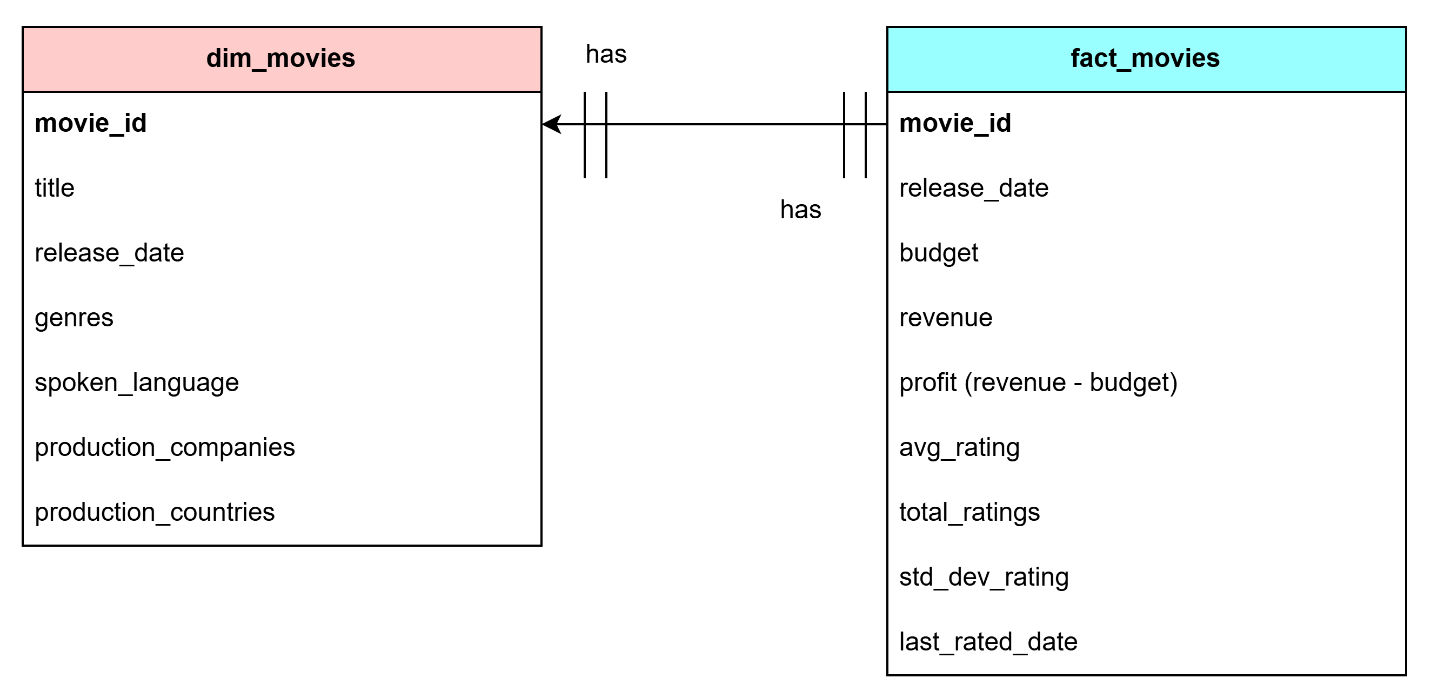 dim_movies
movie_id
title
release_date
genres
spoken_language
production_companies
production_countries
has
has
fact_movies
movie_id
release_date
budget
revenue
profit (revenue - budget)
avg_rating
total_ratings
std_dev_rating
last_rated_date